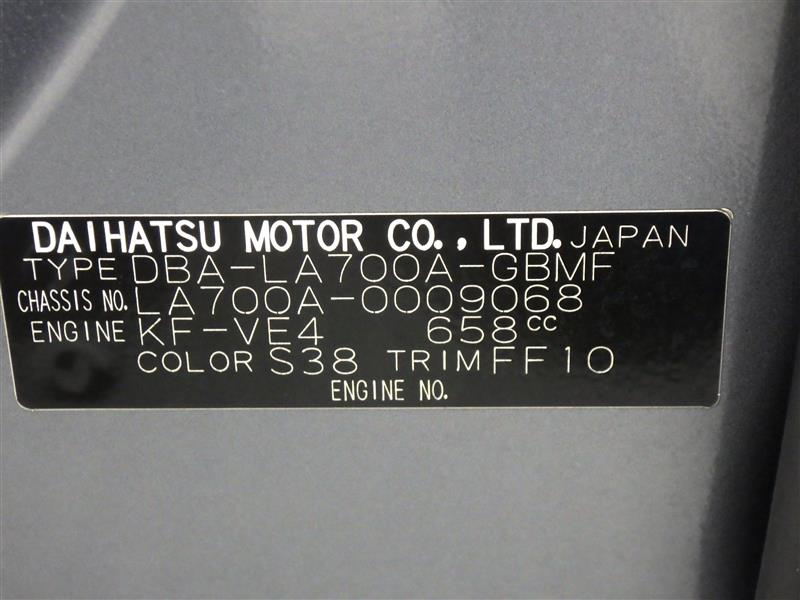 DAIHATSU MOTOR CO., LTD. JAPAN
TYPE DBA-LA700A-GBMF
CHASSIS NO. LA700A-0009068
ENGINE KF-VE4 658cc
COLOR S38 TRIM FF10
ENGINE NO.